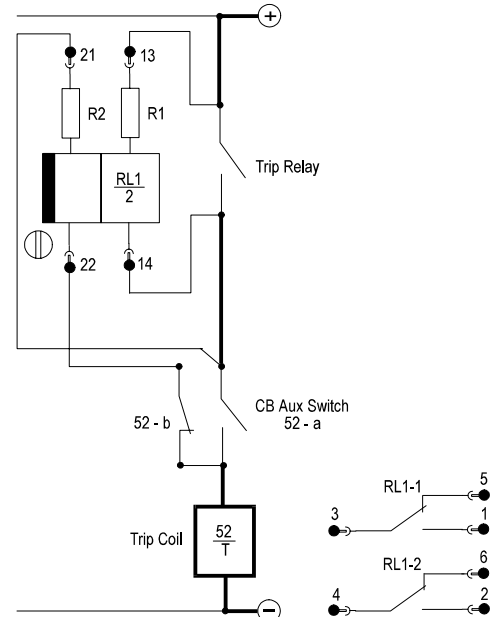 +
21 13
R2 R1
RL1
2
Trip Relay
22 14
52 - b
CB Aux Switch
52 - a
Trip Coil
52
T
RL1-1 5
3 1
RL1-2 6
4 2
−